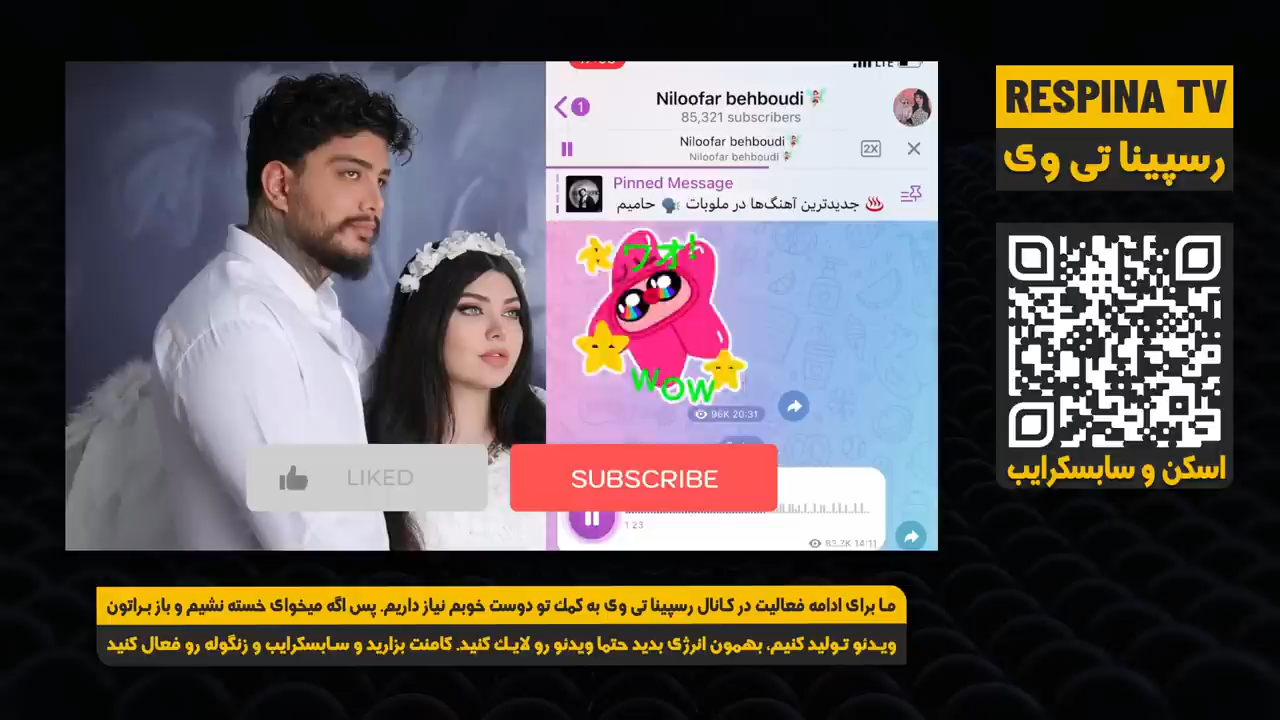 Niloofar behboudi
85,321 subscribers
1
Niloofar behboudi
Niloofar behboudi
2X
Pinned Message
جدیدترین آهنگ‌ها در ملوبات 🗣 حامیم
ワオ!
WOW
96K 20:31
LIKED
SUBSCRIBE
1 23
83.7K 14:11
RESPINA TV
رسپینا تی وی
اسکن و سابسکرایب
ما برای ادامه فعالیت در کانال رسپینا تی وی به کمك تو دوست خوبم نیاز داریم. پس اگه میخوای خسته نشیم و باز براتون
ویدئو تولید کنیم، بهمون انرژی بدید حتما ویدئو رو لایك کنید. کامنت بزارید و سابسکرایب و زنگوله رو فعال کنید